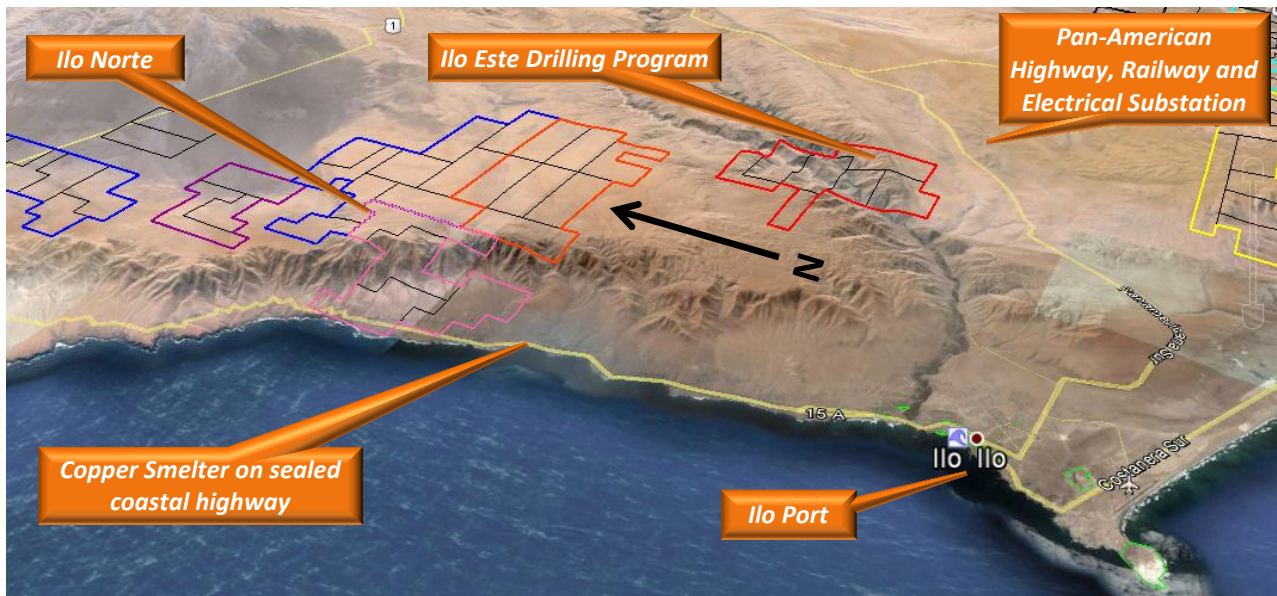 1
Ilo Norte
Ilo Este Drilling Program
Pan-American
Highway, Railway and
Electrical Substation
N
15 A
Ilo Ilo
Costanera Sur
Copper Smelter on sealed
coastal highway
Ilo Port